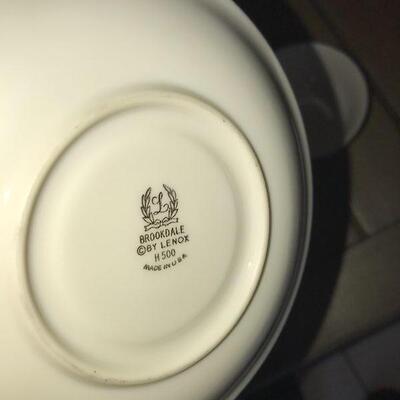 L
BROOKDALE
© BY LENOX
H 500
MADE IN U.S.A.